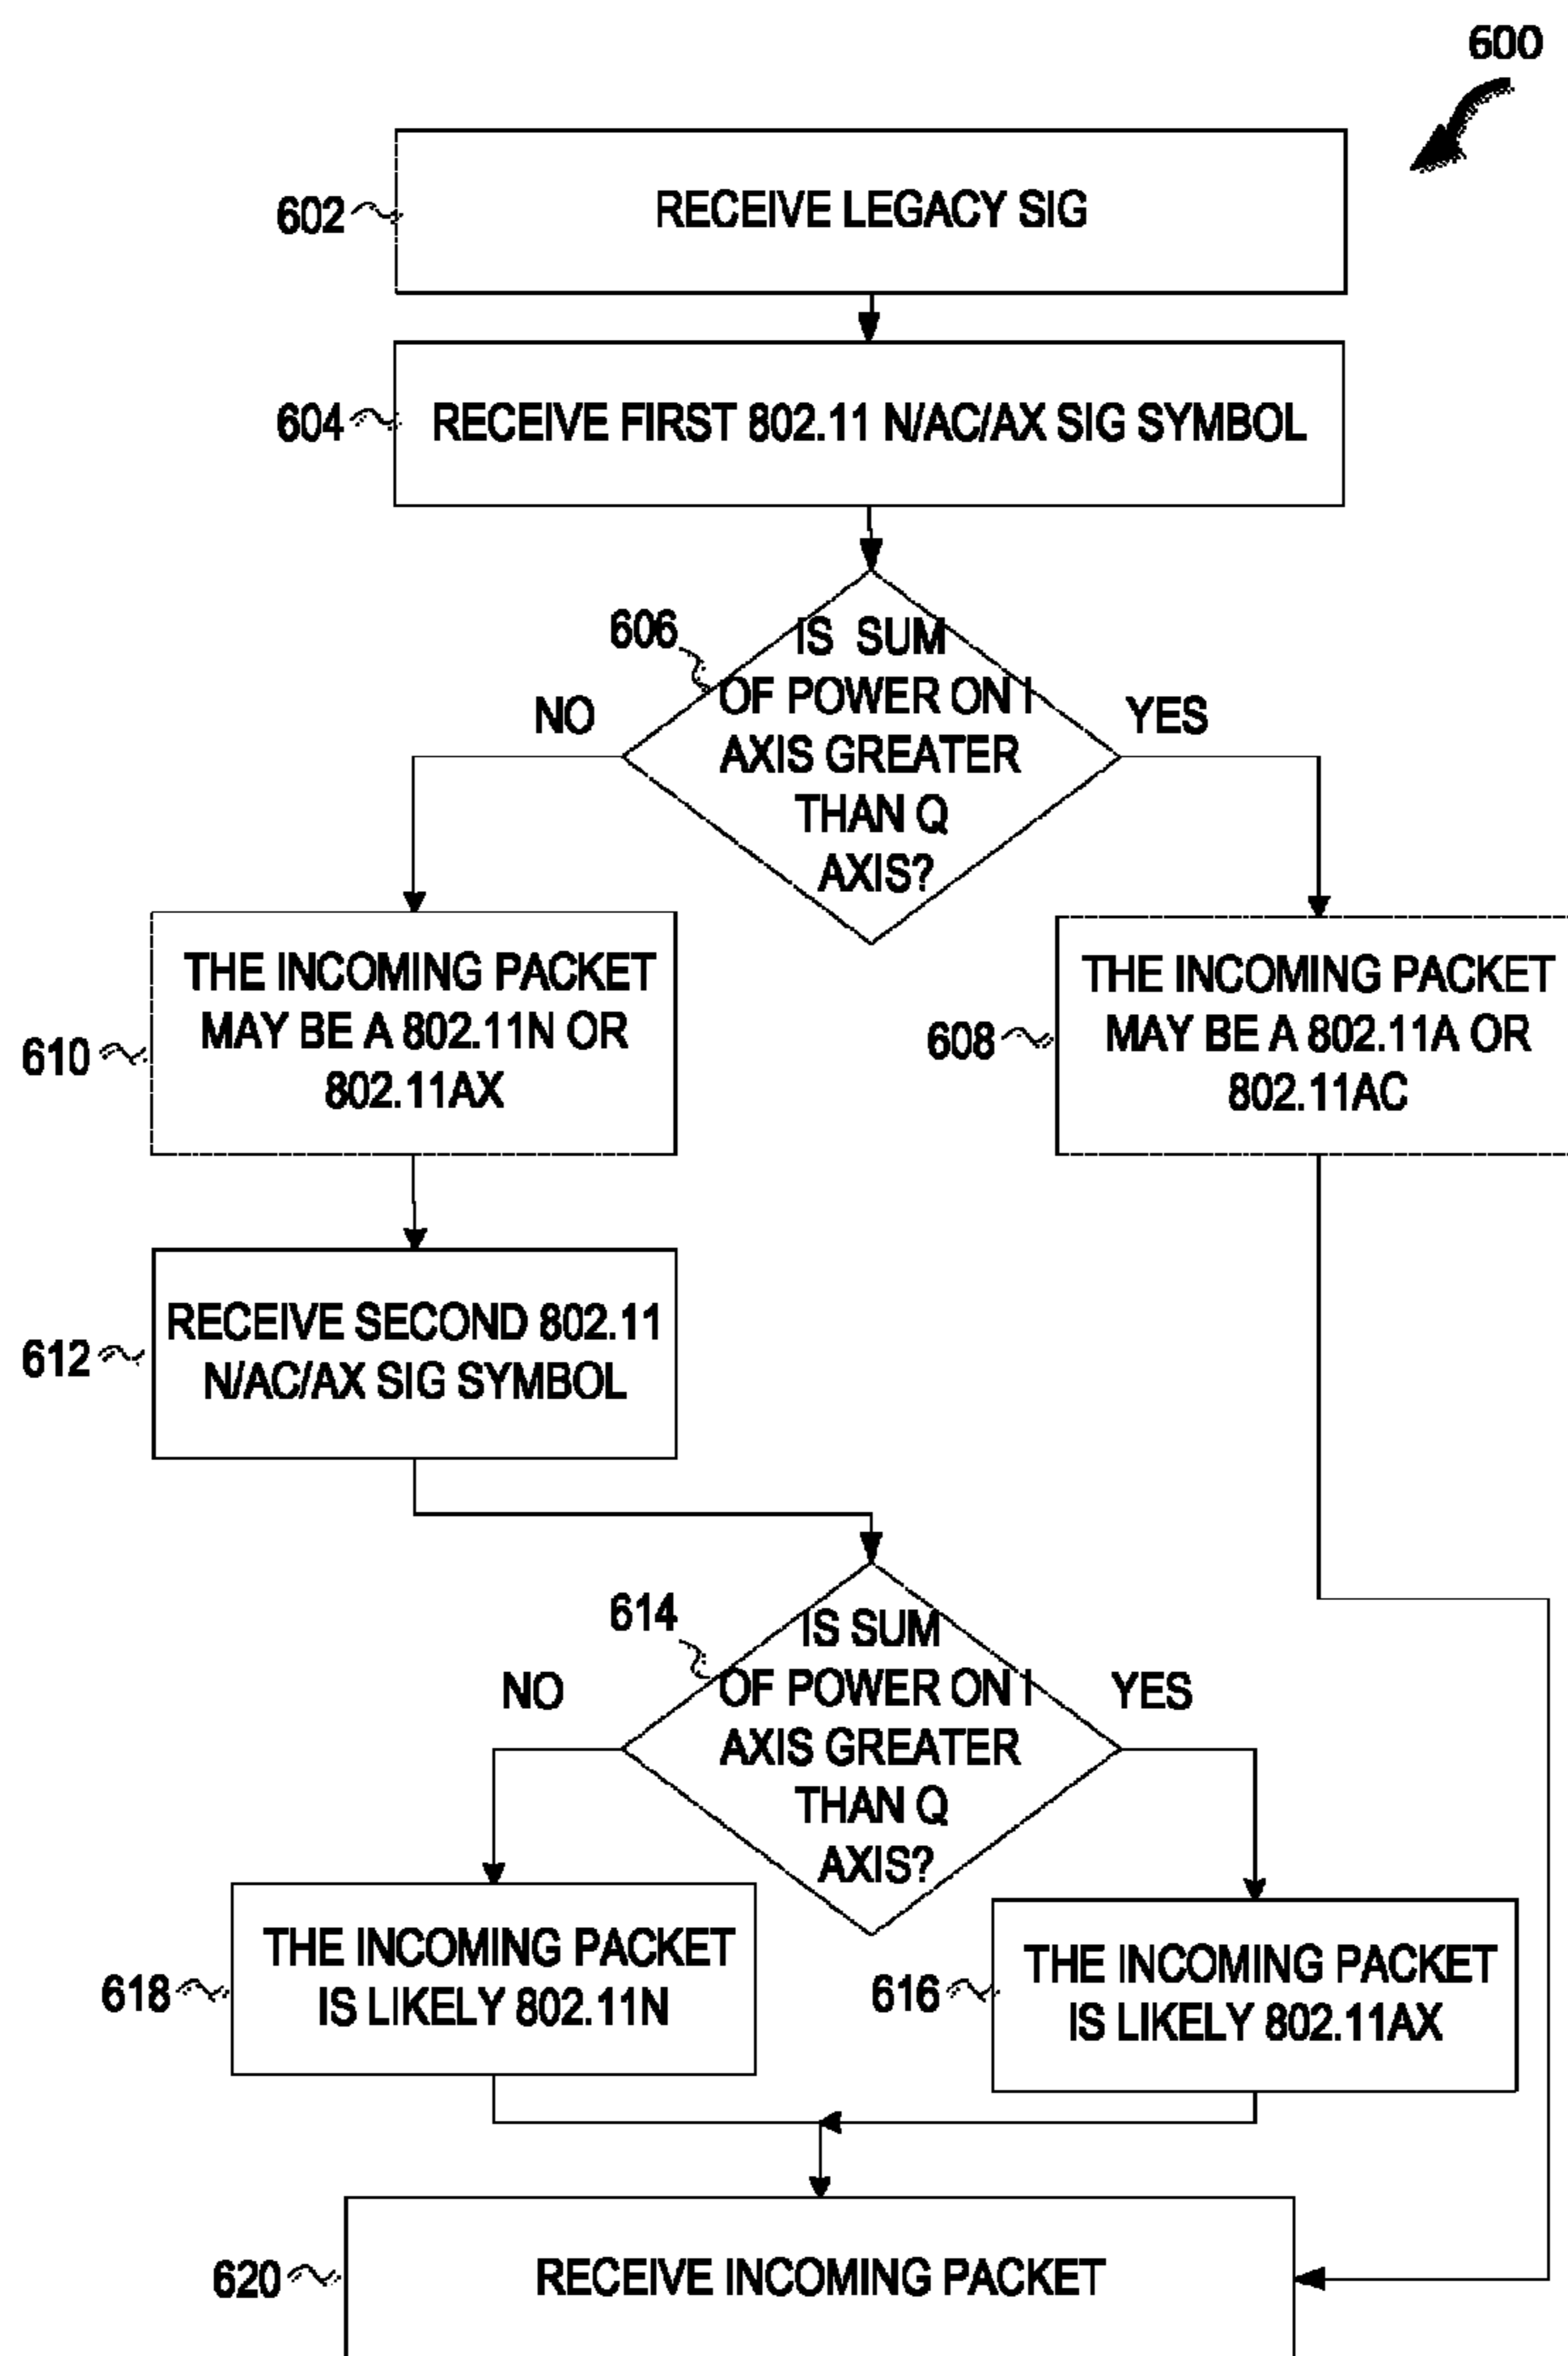 600
602
RECEIVE LEGACY SIG
604
RECEIVE FIRST 802.11 N/AC/AX SIG SYMBOL
606
IS SUM
OF POWER ON I
AXIS GREATER
THAN Q
AXIS?
NO
YES
610
THE INCOMING PACKET
MAY BE A 802.11N OR
802.11AX
608
THE INCOMING PACKET
MAY BE A 802.11A OR
802.11AC
612
RECEIVE SECOND 802.11
N/AC/AX SIG SYMBOL
614
IS SUM
OF POWER ON I
AXIS GREATER
THAN Q
AXIS?
NO
YES
618
THE INCOMING PACKET
IS LIKELY 802.11N
616
THE INCOMING PACKET
IS LIKELY 802.11AX
620
RECEIVE INCOMING PACKET